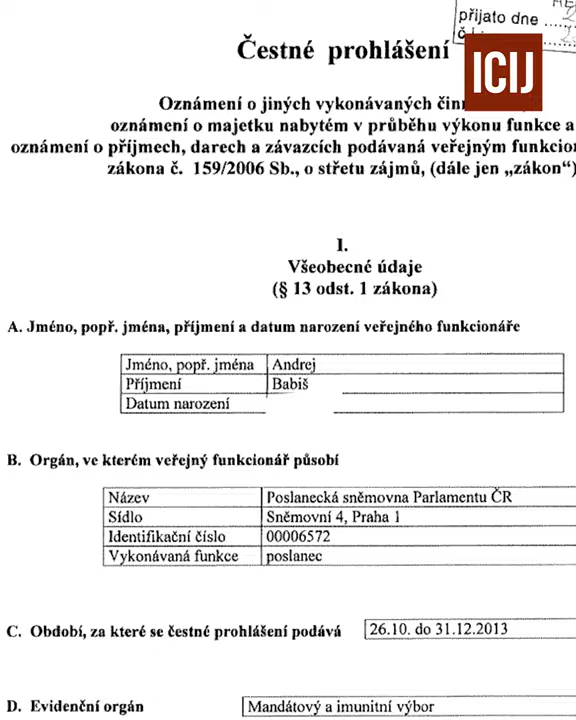 přijato dne
Čestné prohlášení
ICIJ
Oznámení o jiných vykonávaných
oznámení o majetku nabytém v průběhu výkonu funkce a
oznámení o příjmech, darech a závazcích podávaná veřejným
zákona č. 159/2006 Sb., o střetu zájmů, (dále jen „zákon“)
I.
Všeobecné údaje
(§ 13 odst. 1 zákona)
A. Jméno, popř. jména, příjmení a datum narození veřejného funkcionáře
Jméno, popř. jména Andrej
Příjmení Babiš
Datum narození
B. Orgán, ve kterém veřejný funkcionář působí
Název Poslanecká sněmovna Parlamentu ČR
Sídlo Sněmovní 4, Praha 1
Identifikační číslo 00006572
Vykonávaná funkce poslanec
C. Období, za které se čestné prohlášení podává 26.10. do 31.12.2013
D. Evidenční orgán Mandátový a imunitní výbor